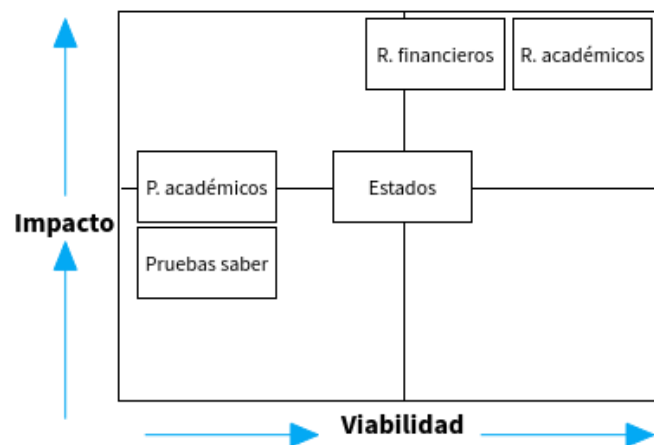 R. financieros
R. académicos
P. académicos
Estados
Impacto
Pruebas saber
Viabilidad